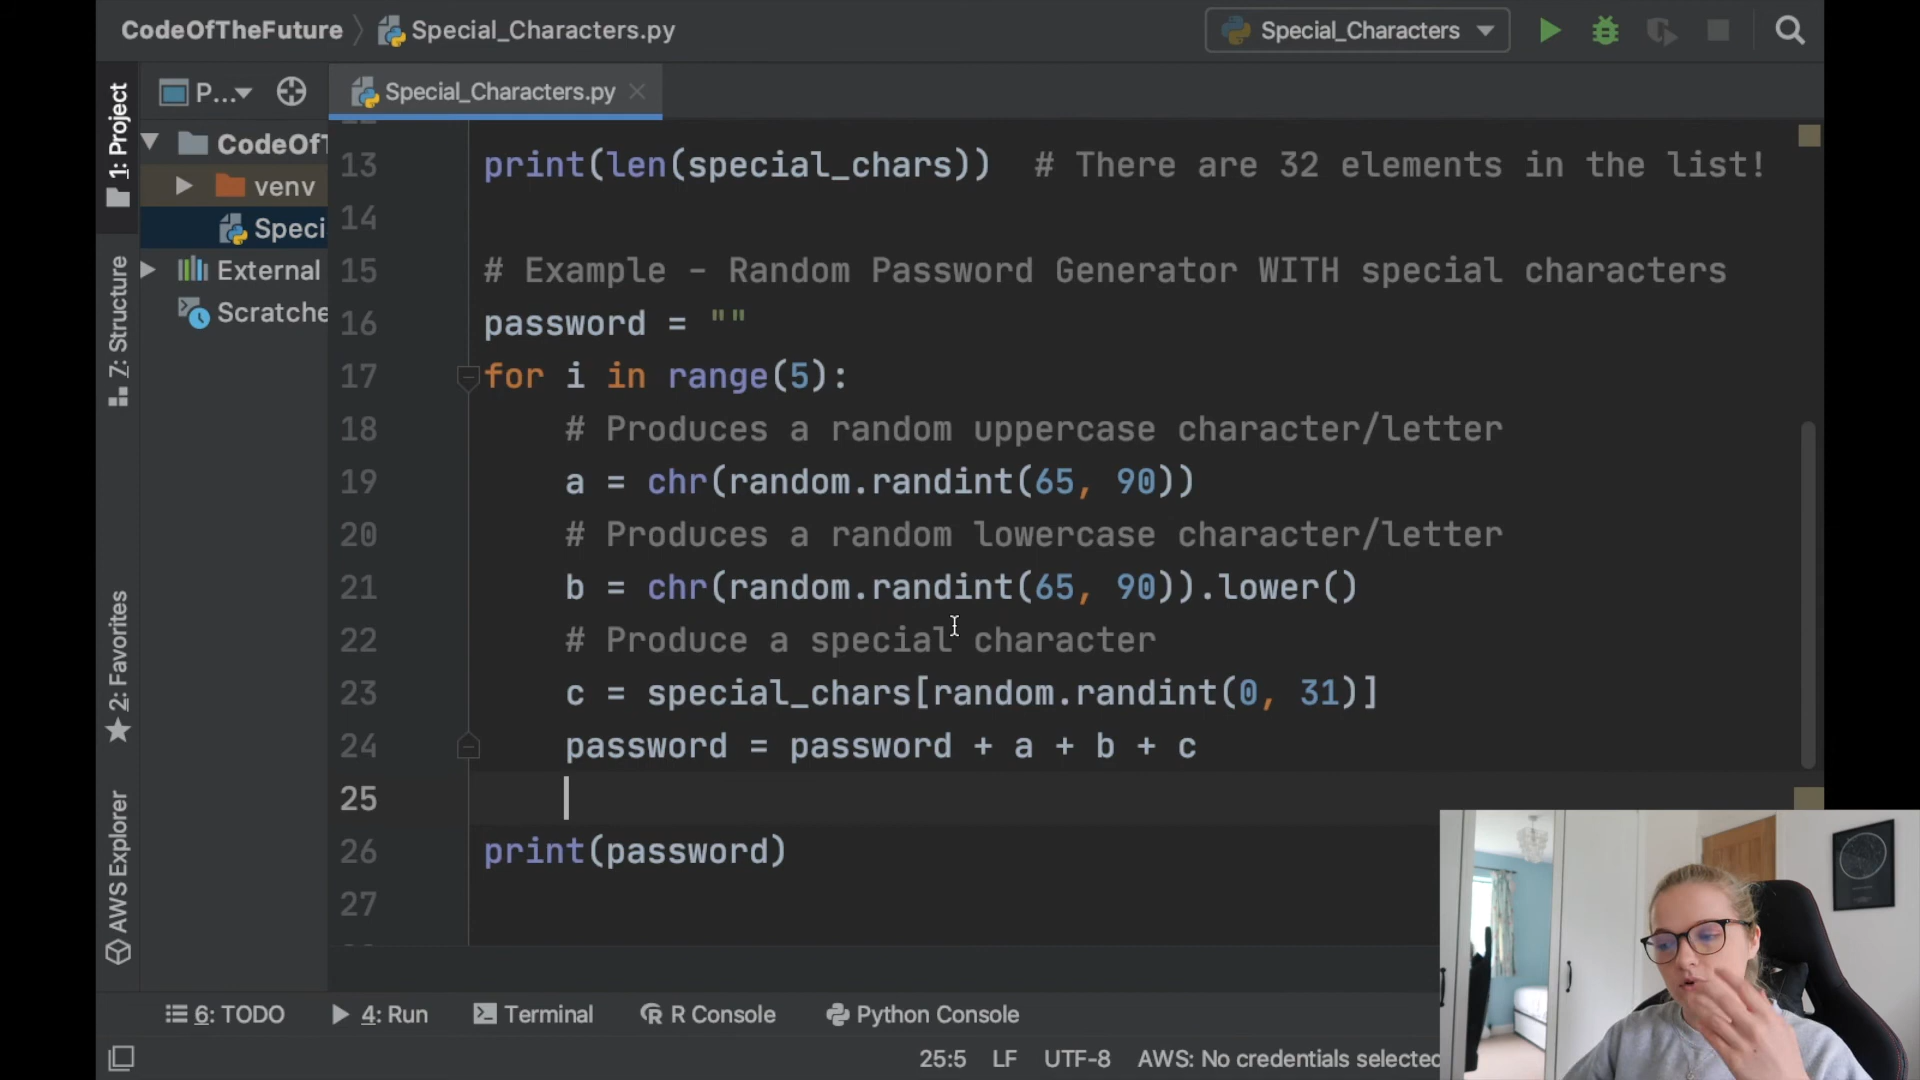 CodeOfTheFuture
Special_Characters.py
Special_Characters
1: Project
P...
Special_Characters.py
CodeOfT
venv
Speci
External
Scratche
Z: Structure
2: Favorites
AWS Explorer
13 print(len(special_chars)) # There are 32 elements in the list!
14
15 # Example - Random Password Generator WITH special characters
16 password = ""
17 for i in range(5):
18 # Produces a random uppercase character/letter
19 a = chr(random.randint(65, 90))
20 # Produces a random lowercase character/letter
21 b = chr(random.randint(65, 90)).lower()
22 # Produce a special character
23 c = special_chars[random.randint(0, 31)]
24 password = password + a + b + c
25
26 print(password)
27
6: TODO
4: Run
Terminal
R Console
Python Console
25:5 LF UTF-8 AWS: No credentials selected